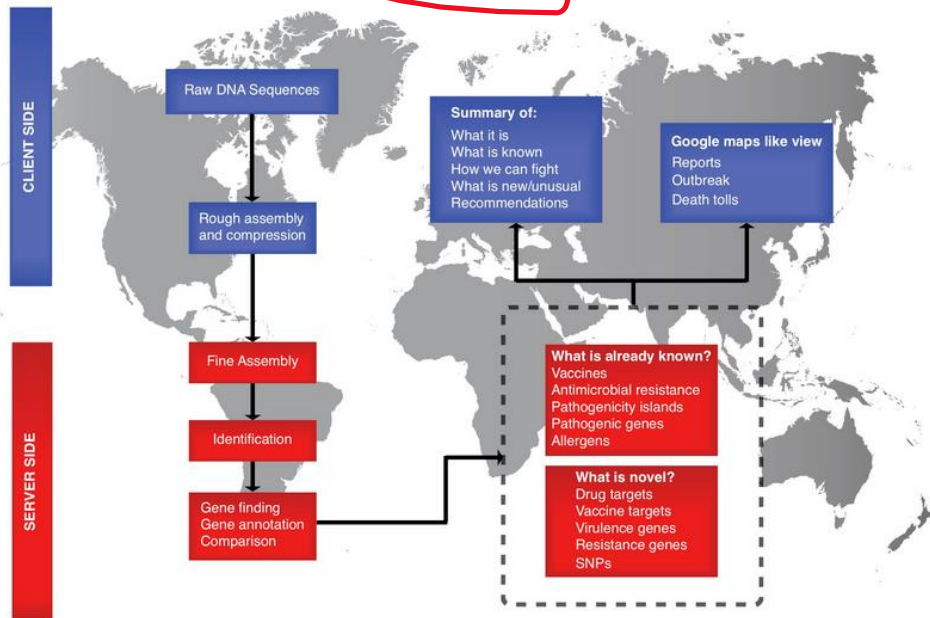 CLIENT SIDE
Raw DNA Sequences
Rough assembly
and compression
Summary of:
What it is
What is known
How we can fight
What is new/unusual
Recommendations
Google maps like view
Reports
Outbreak
Death tolls
SERVER SIDE
Fine Assembly
Identification
Gene finding
Gene annotation
Comparison
What is already known?
Vaccines
Antimicrobial resistance
Pathogenicity islands
Pathogenic genes
Allergens
What is novel?
Drug targets
Vaccine targets
Virulence genes
Resistance genes
SNPs